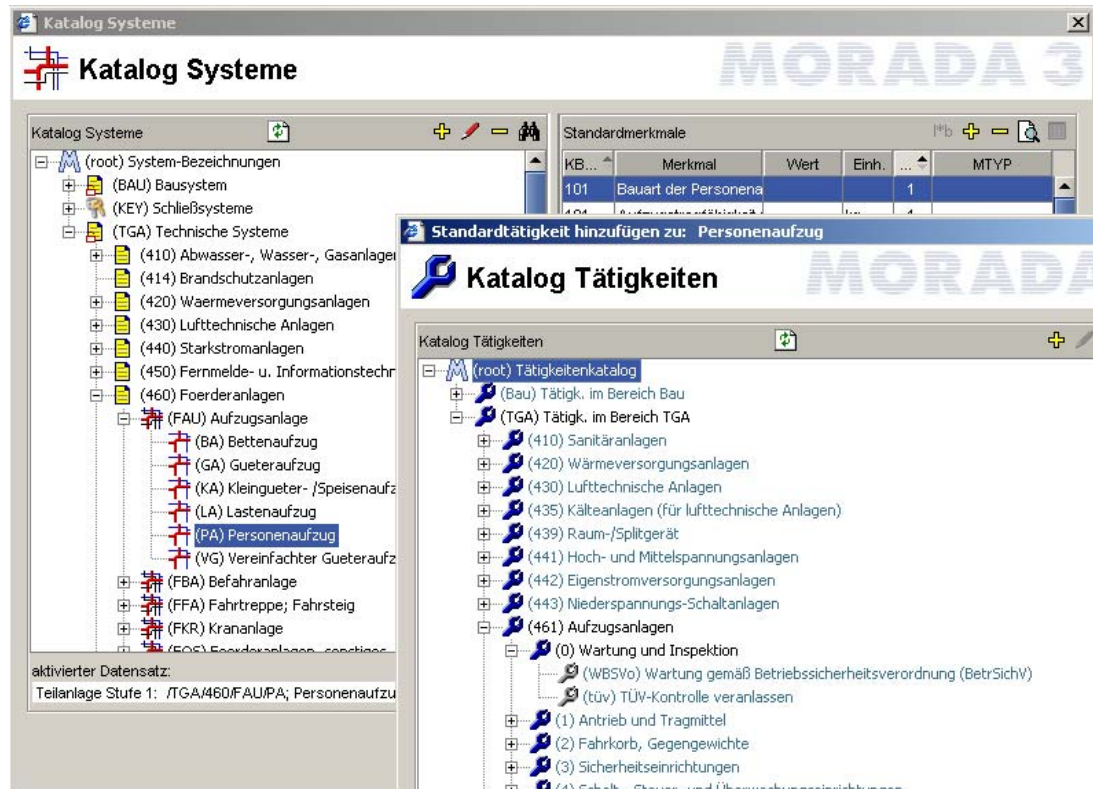 Katalog Systeme
Katalog Systeme
MORADA 3
Katalog Systeme
(root) System-Bezeichnungen
(BAU) Bausystem
(KEY) Schließsysteme
(TGA) Technische Systeme
(410) Abwasser-, Wasser-, Gasanlagen
(414) Brandschutzanlagen
(420) Waermeversorgungsanlagen
(430) Lufttechnische Anlagen
(440) Starkstromanlagen
(450) Fernmelde- u. Informationstechn
(460) Foerderanlagen
(FAU) Aufzugsanlage
(BA) Bettenaufzug
(GA) Gueteraufzug
(KA) Kleingueter- /Speisenaufz
(LA) Lastenaufzug
(PA) Personenaufzug
(VG) Vereinfachter Gueteraufz
(FBA) Befahranlage
(FFA) Fahrtreppe; Fahrsteig
(FKR) Krananlage
aktivierter Datensatz:
Teilanlage Stufe 1: /TGA/460/FAU/PA; Personenaufzu
Standardmerkmale
KB... Merkmal Wert Einh. ... MTYP
101 Bauart der Personena 1
Standardtätigkeit hinzufügen zu: Personenaufzug
Katalog Tätigkeiten
MORADA
Katalog Tätigkeiten
(root) Tätigkeitenkatalog
(Bau) Tätigk. im Bereich Bau
(TGA) Tätigk. im Bereich TGA
(410) Sanitäranlagen
(420) Wärmeversorgungsanlagen
(430) Lufttechnische Anlagen
(435) Kälteanlagen (für lufttechnische Anlagen)
(439) Raum-/Splitgerät
(441) Hoch- und Mittelspannungsanlagen
(442) Eigenstromversorgungsanlagen
(443) Niederspannungs-Schaltanlagen
(461) Aufzugsanlagen
(0) Wartung und Inspektion
(WBSVo) Wartung gemäß Betriebssicherheitsverordnung (BetrSichV)
(tüv) TÜV-Kontrolle veranlassen
(1) Antrieb und Tragmittel
(2) Fahrkorb, Gegengewichte
(3) Sicherheitseinrichtungen
(4) Schalt-, Steuer- und Überwachungseinrichtungen